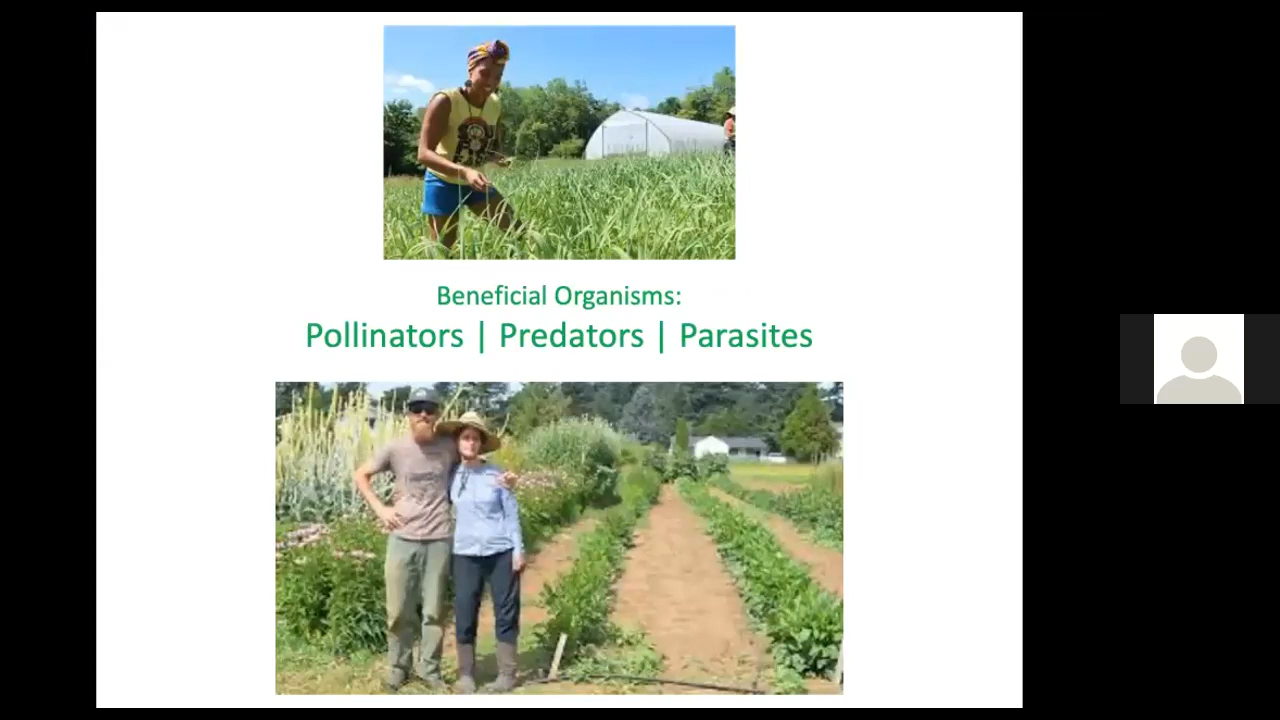 Beneficial Organisms:
Pollinators | Predators | Parasites